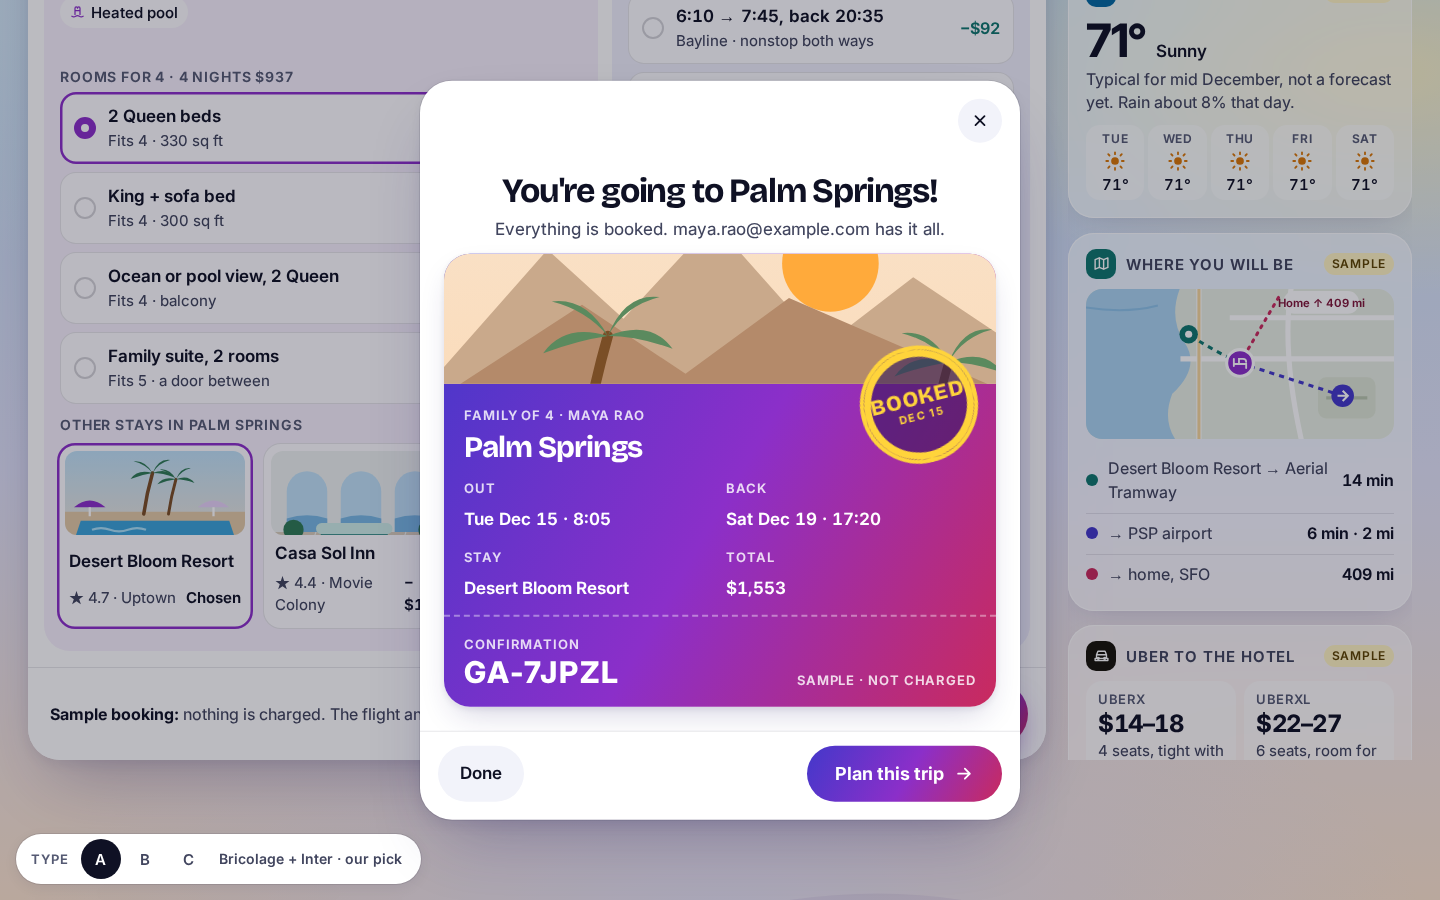 Heated pool
ROOMS FOR 4 · 4 NIGHTS $937
2 Queen beds
Fits 4 · 330 sq ft
King + sofa bed
Fits 4 · 300 sq ft
Ocean or pool view, 2 Queen
Fits 4 · balcony
Family suite, 2 rooms
Fits 5 · a door between
OTHER STAYS IN PALM SPRINGS
Desert Bloom Resort
★ 4.7 · Uptown Chosen
Casa Sol Inn
★ 4.4 · Movie
Colony
Sample booking: nothing is charged. The flight
6:10 → 7:45, back 20:35
Bayline · nonstop both ways
−$92
You're going to Palm Springs!
Everything is booked. maya.rao@example.com has it all.
BOOKED
DEC 15
FAMILY OF 4 · MAYA RAO
Palm Springs
OUT
Tue Dec 15 · 8:05
BACK
Sat Dec 19 · 17:20
STAY
Desert Bloom Resort
TOTAL
$1,553
CONFIRMATION
GA-7JPZL
SAMPLE · NOT CHARGED
Done
Plan this trip →
71° Sunny
Typical for mid December, not a forecast
yet. Rain about 8% that day.
TUE WED THU FRI SAT
71° 71° 71° 71° 71°
WHERE YOU WILL BE SAMPLE
Home ↑ 409 mi
Desert Bloom Resort → Aerial
Tramway
14 min
→ PSP airport 6 min · 2 mi
→ home, SFO 409 mi
UBER TO THE HOTEL SAMPLE
UBERX
$14–18
4 seats, tight with
UBERXL
$22–27
6 seats, room for
TYPE A B C Bricolage + Inter · our pick